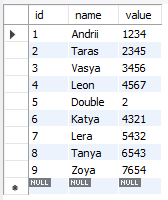 id name value
1 Andrii 1234
2 Taras 2345
3 Vasya 3456
4 Leon 4567
5 Double 2
6 Katya 4321
7 Lera 5432
8 Tanya 6543
9 Zoya 7654
NULL NULL NULL